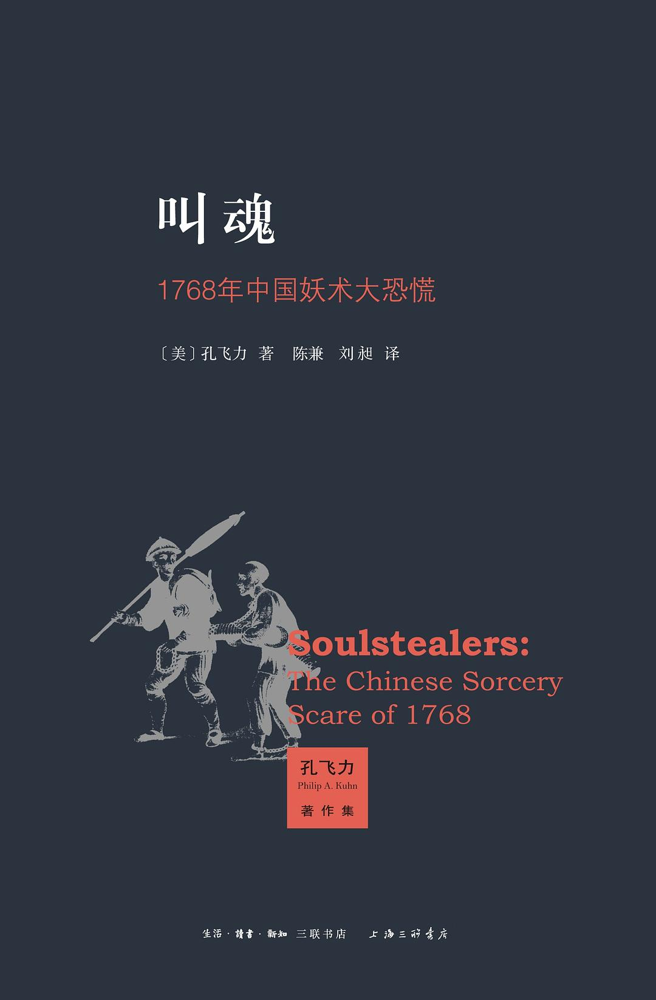 叫魂
1768年中国妖术大恐慌
〔美〕孔飞力 著 陈兼 刘昶 译
Soulstealers:
The Chinese Sorcery
Scare of 1768
孔飞力
Philip A. Kuhn
著作集
生活·讀書·新知 三联书店 上海三联書店